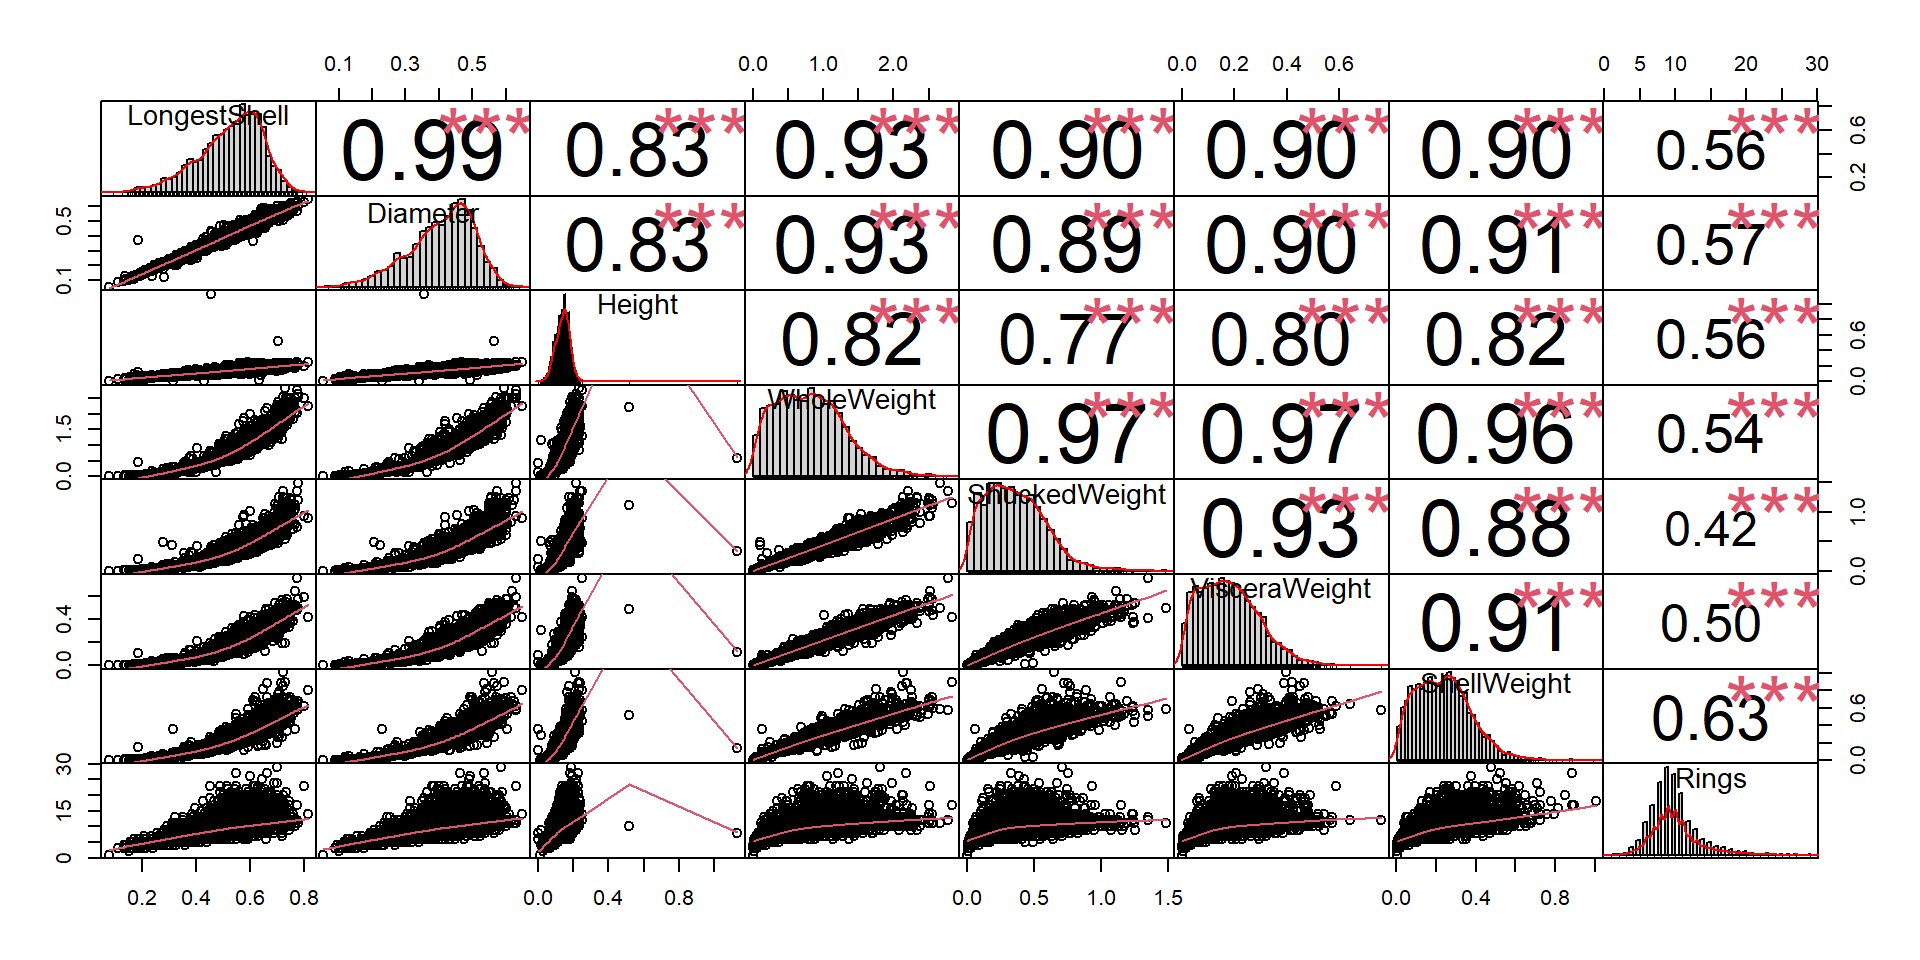 0.1 0.3 0.5 0.0 1.0 2.0 0.0 0.2 0.4 0.6 0 5 10 20 30
LongestShell 0.99 *** 0.83 *** 0.93 *** 0.90 *** 0.90 *** 0.90 *** 0.56 *** 0.2 0.6
0.1 0.5 Diameter 0.83 *** 0.93 *** 0.89 *** 0.90 *** 0.91 *** 0.57 ***
Height 0.82 *** 0.77 *** 0.80 *** 0.82 *** 0.56 *** 0.0 0.6
0.0 1.5 WholeWeight 0.97 *** 0.97 *** 0.96 *** 0.54 ***
ShuckedWeight 0.93 *** 0.88 *** 0.42 *** 0.0 1.0
0.0 0.4 VisceraWeight 0.91 *** 0.50 ***
ShellWeight 0.63 *** 0.0 0.6
0 15 30 Rings
0.2 0.4 0.6 0.8 0.0 0.4 0.8 0.0 0.5 1.0 1.5 0.0 0.4 0.8